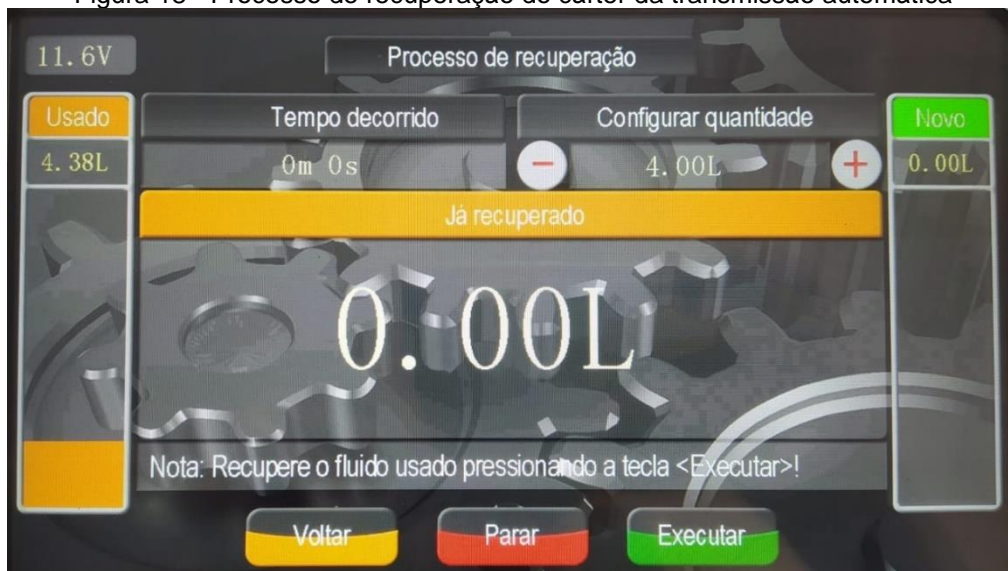 11.6V
Processo de recuperação
Usado
Tempo decorrido
Configurar quantidade
Novo
4.38L
0m 0s
−
4.00L
+
0.00L
Já recuperado
0.00L
Nota: Recupere o fluido usado pressionando a tecla <Executar>!
Voltar
Parar
Executar